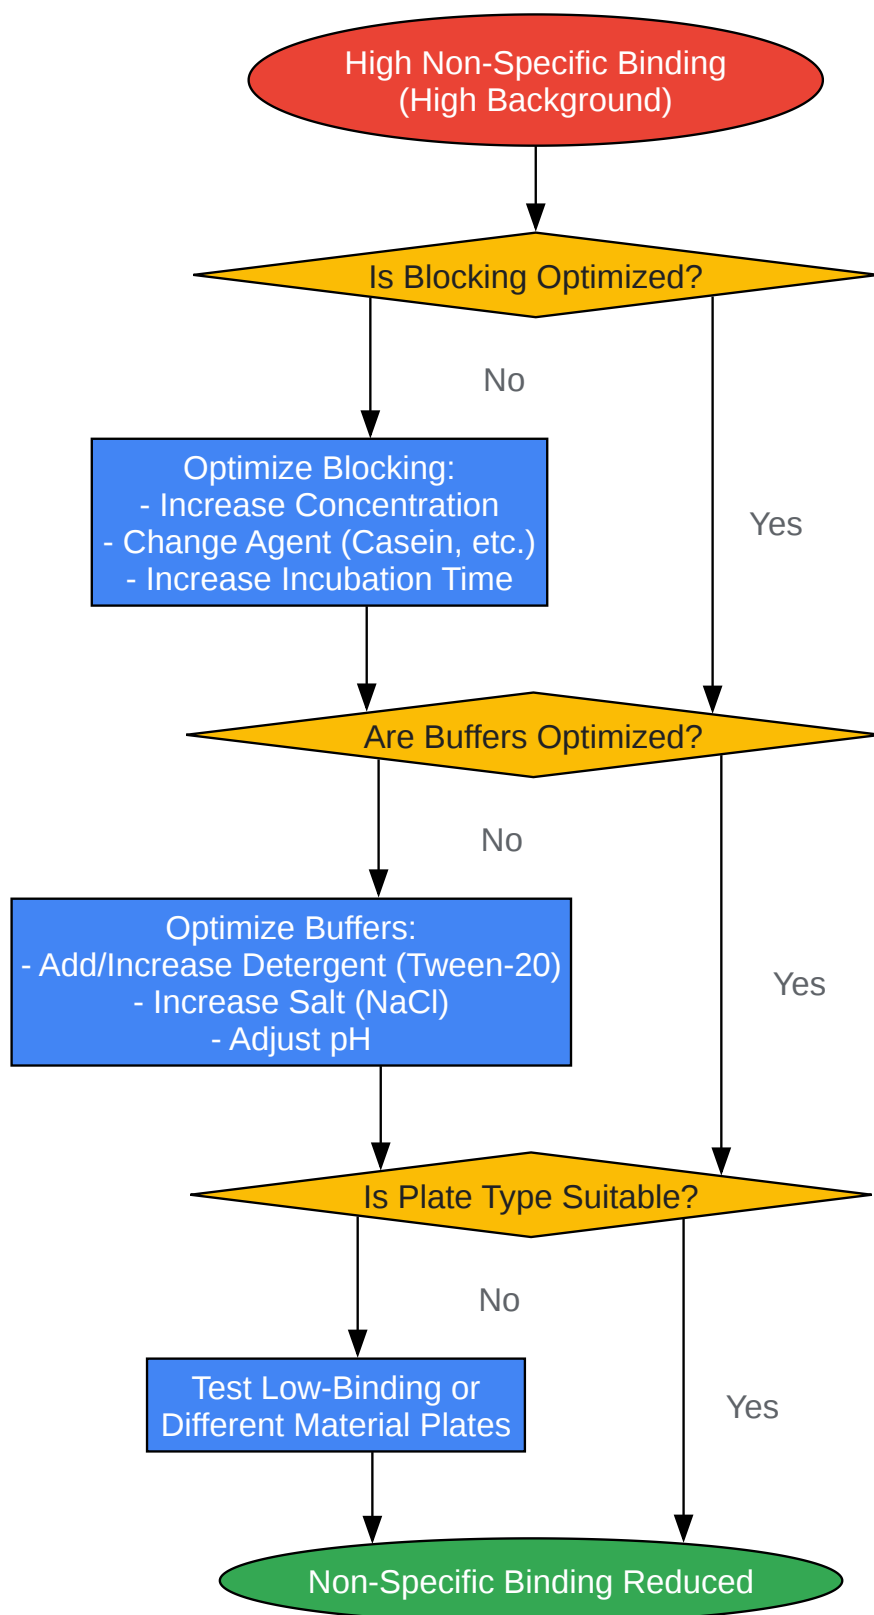 High Non-Specific Binding
(High Background)
Is Blocking Optimized?
No
Optimize Blocking:
- Increase Concentration
- Change Agent (Casein, etc.)
- Increase Incubation Time
Yes
Are Buffers Optimized?
No
Optimize Buffers:
- Add/Increase Detergent (Tween-20)
- Increase Salt (NaCl)
- Adjust pH
Yes
Is Plate Type Suitable?
No
Test Low-Binding or
Different Material Plates
Yes
Non-Specific Binding Reduced